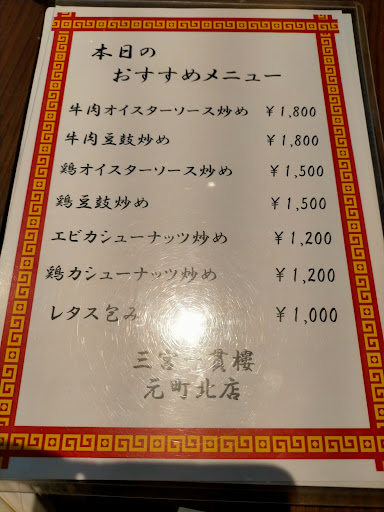 本日の
おすすめメニュー
牛肉オイスターソース炒め ￥1,800
牛肉豆鼓炒め ￥1,800
鶏オイスターソース炒め ￥1,500
鶏豆鼓炒め ￥1,500
エビカシューナッツ炒め ￥1,200
鶏カシューナッツ炒め ￥1,200
レタス包み ￥1,000
三宮一貫樓
元町北店